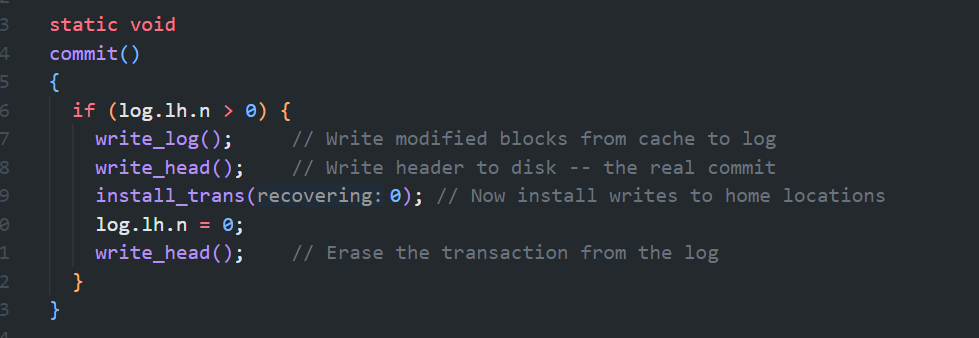 3 static void
4 commit()
5 {
6   if (log.lh.n > 0) {
7     write_log();     // Write modified blocks from cache to log
8     write_head();    // Write header to disk -- the real commit
9     install_trans(recovering: 0); // Now install writes to home locations
0     log.lh.n = 0;
1     write_head();    // Erase the transaction from the log
2   }
3 }